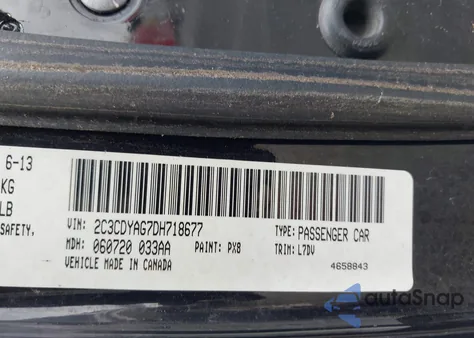 6-13
KG
LB
SAFETY,
VIN: 2C3CDYAG7DH718677
TYPE: PASSENGER CAR
MDH: 060720 033AA
PAINT: PX8
TRIM: L7DV
VEHICLE MADE IN CANADA
4658843
autoSnap